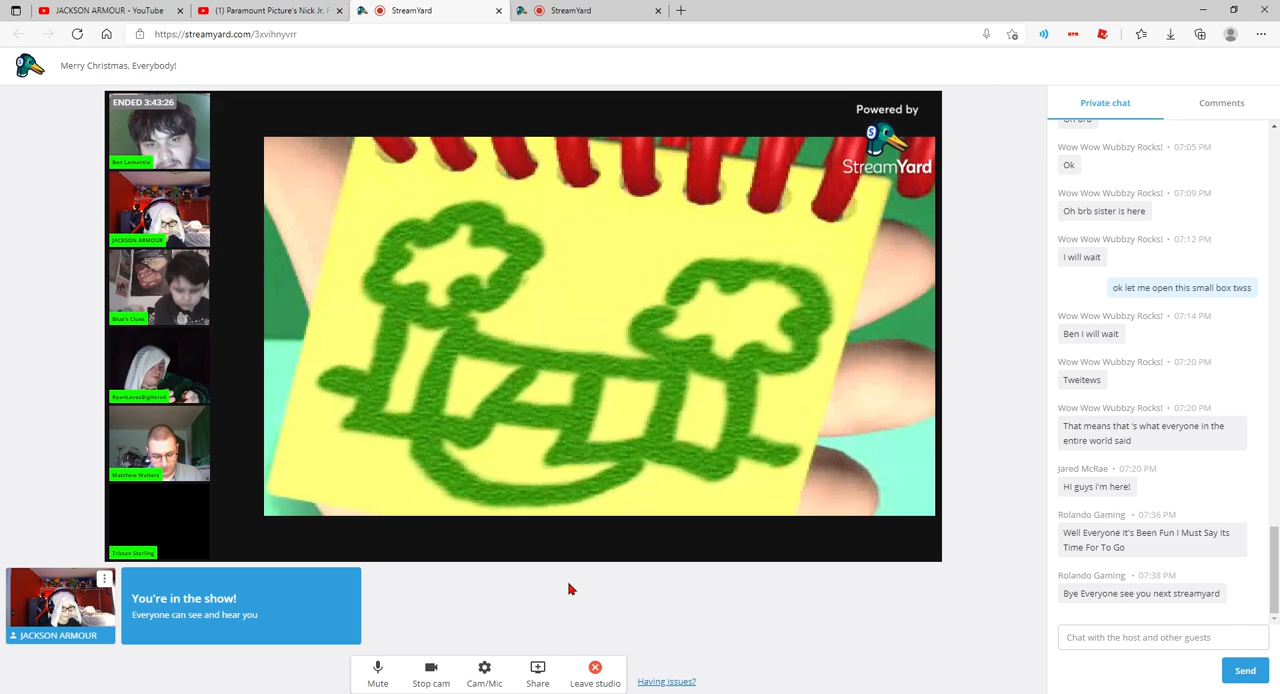 JACKSON ARMOUR - YouTube
(1) Paramount Picture's Nick Jr. F
StreamYard
StreamYard
https://streamyard.com/3xvihnyvrr
Merry Christmas, Everybody!
ENDED 3:43:26
Ben Lamantia
JACKSON ARMOUR
Blue's Clues
RyanLovesBigHero6
Matthew Walters
Tristan Sterling
Powered by
StreamYard
JACKSON ARMOUR
You're in the show!
Everyone can see and hear you
Mute
Stop cam
Cam/Mic
Share
Leave studio
Having issues?
Private chat
Comments
Wow Wow Wubbzy Rocks! • 07:05 PM
Ok
Wow Wow Wubbzy Rocks! • 07:09 PM
Oh brb sister is here
Wow Wow Wubbzy Rocks! • 07:12 PM
I will wait
ok let me open this small box twss
Wow Wow Wubbzy Rocks! • 07:14 PM
Ben I will wait
Wow Wow Wubbzy Rocks! • 07:20 PM
Tweitews
Wow Wow Wubbzy Rocks! • 07:20 PM
That means that 's what everyone in the
entire world said
Jared McRae • 07:20 PM
HI guys i'm here!
Rolando Gaming • 07:36 PM
Well Everyone it's Been Fun I Must Say its
Time For To Go
Rolando Gaming • 07:38 PM
Bye Everyone see you next streamyard
Chat with the host and other guests
Send